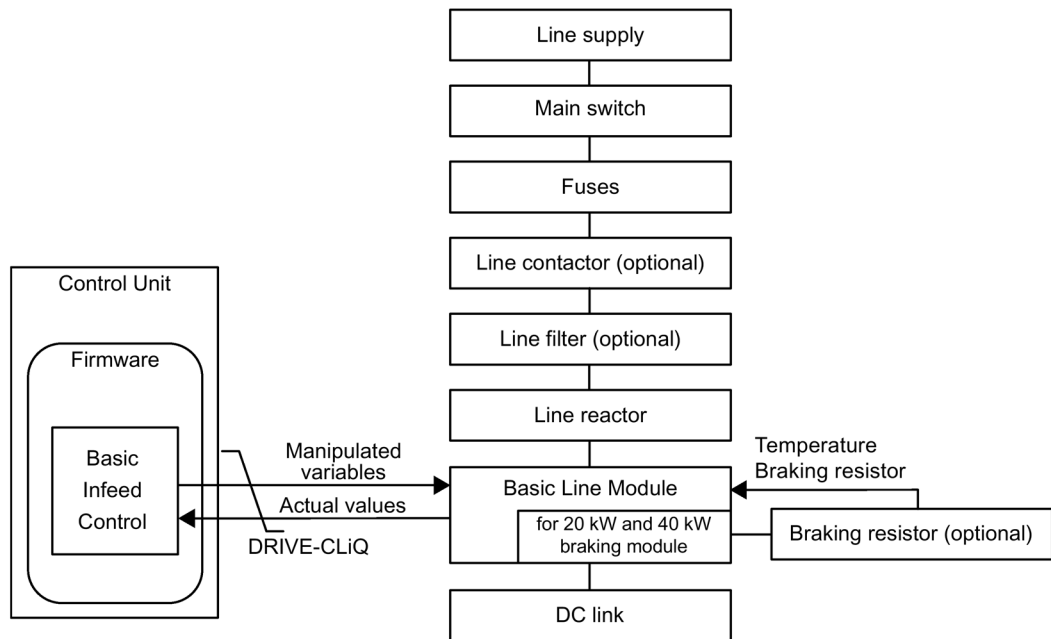 Line supply
Main switch
Fuses
Line contactor (optional)
Control Unit
Line filter (optional)
Firmware
Line reactor
Basic
Infeed
Control
Manipulated
variables
Actual values
DRIVE-CLiQ
Basic Line Module
for 20 kW and 40 kW
braking module
Temperature
Braking resistor
Braking resistor (optional)
DC link